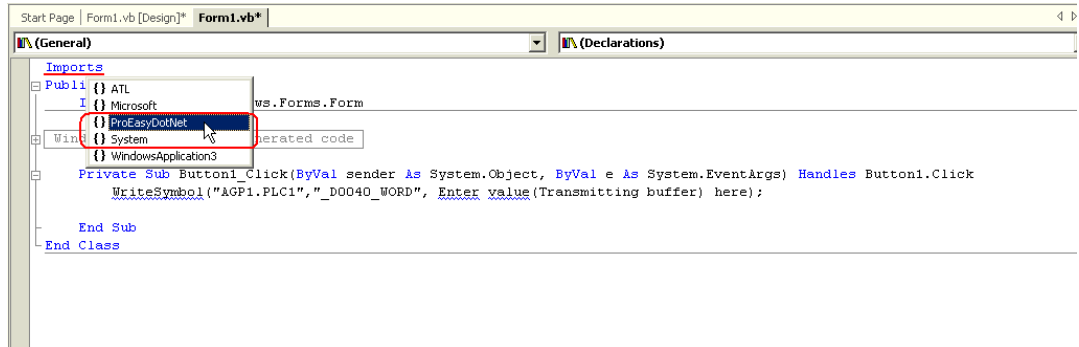 Start Page Form1.vb [Design]* Form1.vb*
(General) (Declarations)
Imports
Publi
{} ATL
I ws.Forms.Form
{} Microsoft
{} ProEasyDotNet
Wind herated code
{} System
{} WindowsApplication3
Private Sub Button1_Click(ByVal sender As System.Object, ByVal e As System.EventArgs) Handles Button1.Click
WriteSymbol("AGP1.PLC1","_D0040_WORD", Enter value(Transmitting buffer) here);
End Sub
End Class